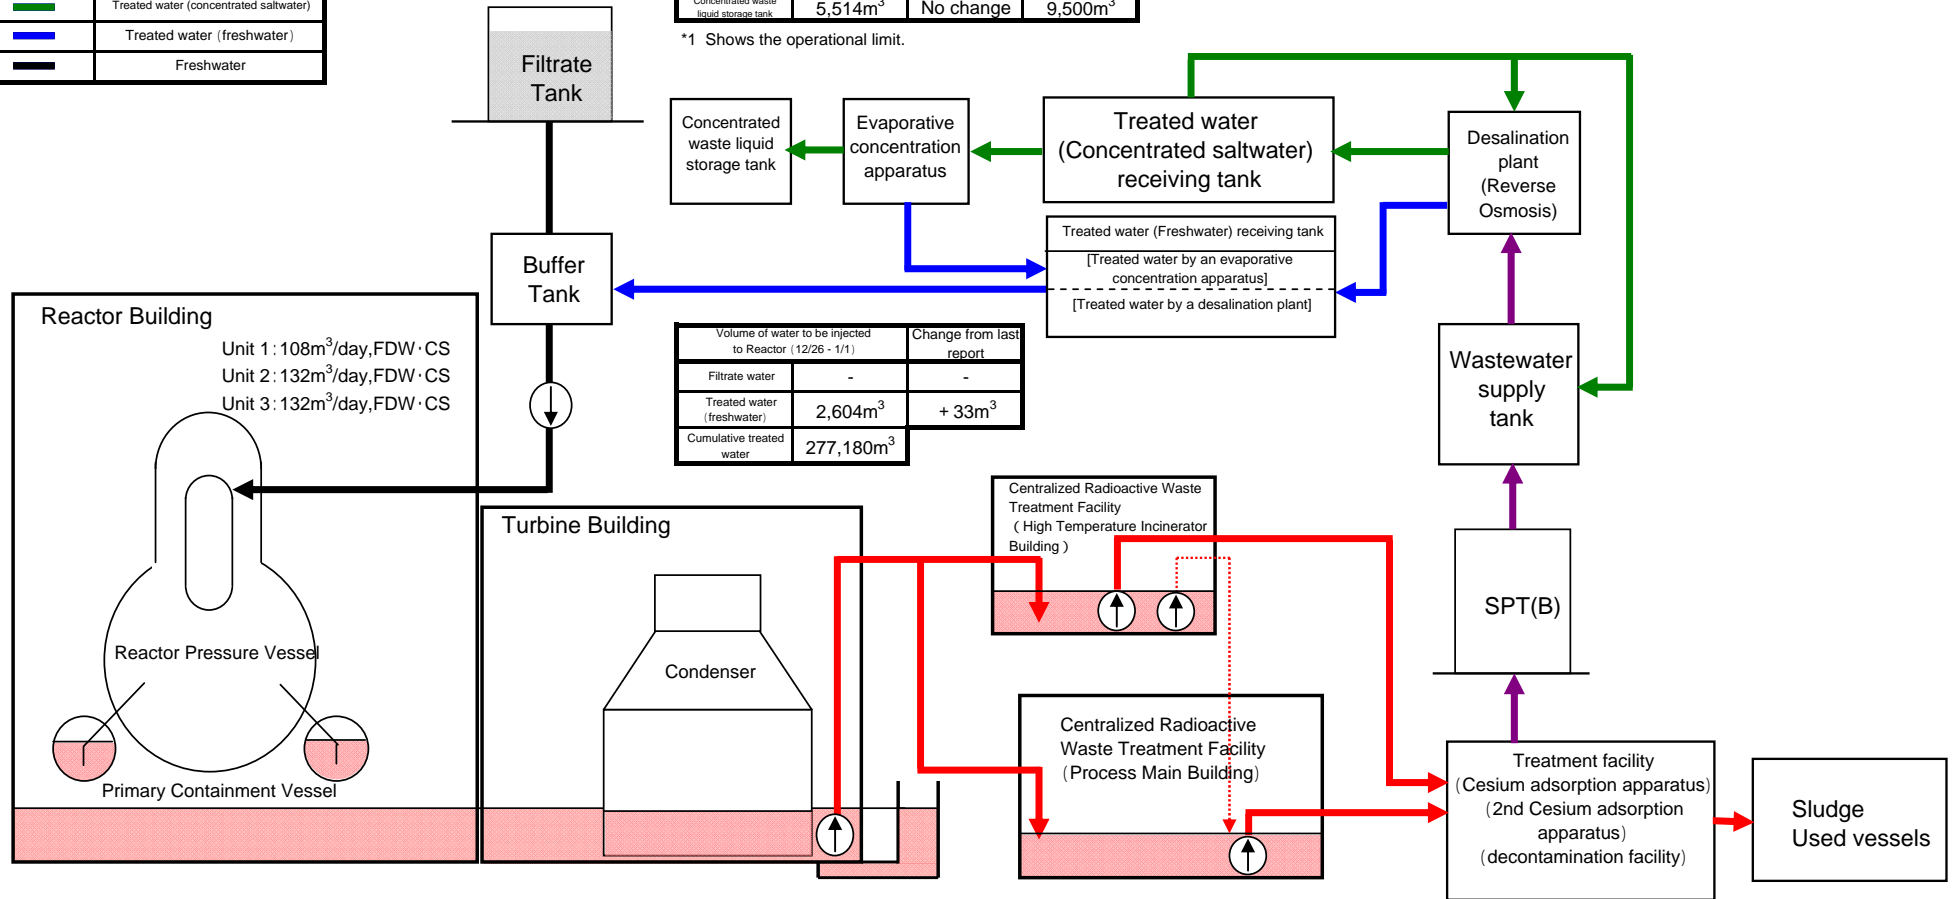 Treated water (concentrated saltwater)
Treated water (freshwater)
Freshwater
Concentrated waste
liquid storage tank
5,514m³
No change
9,500m³
*1 Shows the operational limit.
Filtrate
Tank
Concentrated
waste liquid
storage tank
Evaporative
concentration
apparatus
Treated water
(Concentrated saltwater)
receiving tank
Desalination
plant
(Reverse
Osmosis)
Treated water (Freshwater) receiving tank
[Treated water by an evaporative
concentration apparatus]
[Treated water by a desalination plant]
Buffer
Tank
Reactor Building
Unit 1:108m³/day,FDW・CS
Unit 2:132m³/day,FDW・CS
Unit 3:132m³/day,FDW・CS
Volume of water to be injected
to Reactor (12/26 - 1/1)
Change from last
report
Filtrate water
-
-
Treated water
(freshwater)
2,604m³
+ 33m³
Cumulative treated
water
277,180m³
Wastewater
supply
tank
Centralized Radioactive Waste
Treatment Facility
(High Temperature Incinerator
Building)
Turbine Building
SPT(B)
Reactor Pressure Vessel
Condenser
Primary Containment Vessel
Centralized Radioactive
Waste Treatment Facility
(Process Main Building)
Treatment facility
(Cesium adsorption apparatus)
(2nd Cesium adsorption
apparatus)
(decontamination facility)
Sludge
Used vessels